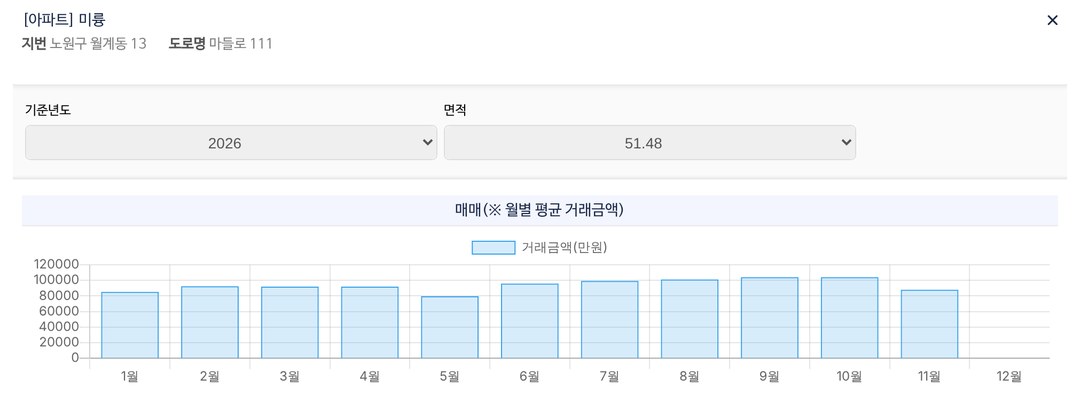 [아파트] 미륭
×
지번 노원구 월계동 13 도로명 마들로 111
기준년도 면적
2026 51.48
매매(※ 월별 평균 거래금액)
거래금액(만원)
120000
100000
80000
60000
40000
20000
0
1월 2월 3월 4월 5월 6월 7월 8월 9월 10월 11월 12월